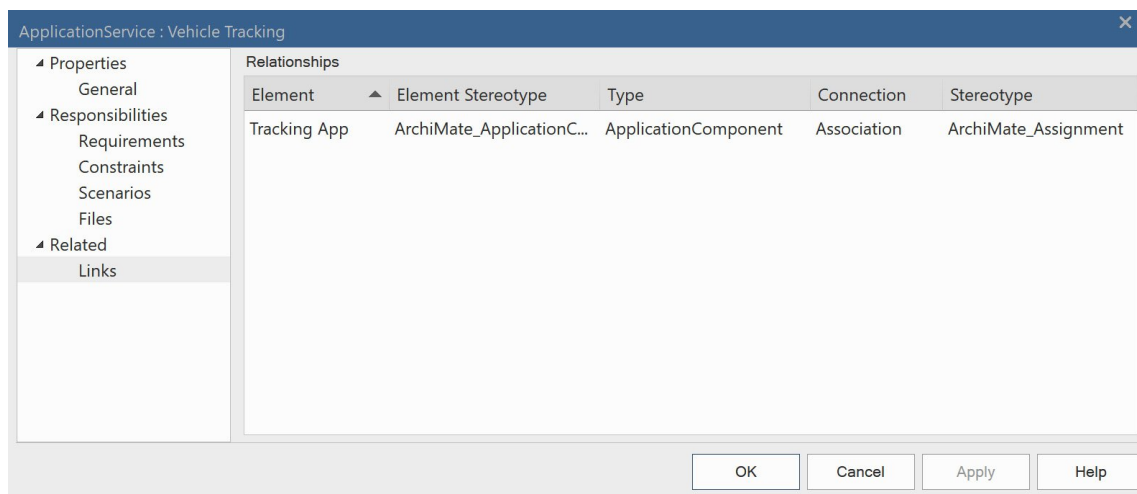 ApplicationService : Vehicle Tracking
Properties
General
Responsibilities
Requirements
Constraints
Scenarios
Files
Related
Links
Relationships
Element Element Stereotype Type Connection Stereotype
Tracking App ArchiMate_ApplicationC... ApplicationComponent Association ArchiMate_Assignment
OK Cancel Apply Help